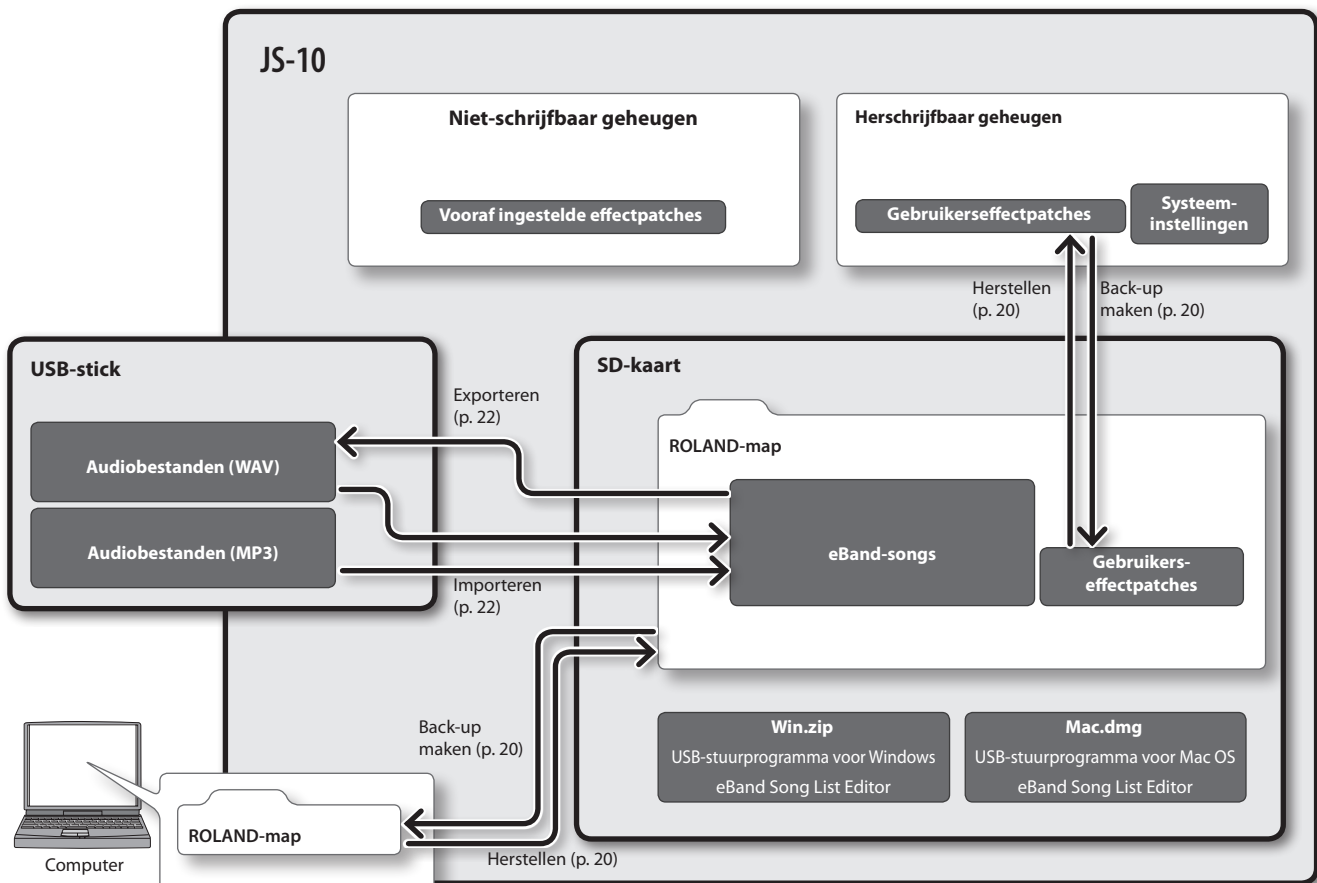 JS-10
Niet-schrijfbaar geheugen
Vooraf ingestelde effectpatches
Herschrijfbaar geheugen
Gebruikerseffectpatches
Systeem-
instellingen
Herstellen
(p. 20)
Back-up
maken (p. 20)
USB-stick
Audiobestanden (WAV)
Audiobestanden (MP3)
Exporteren
(p. 22)
Importeren
(p. 22)
SD-kaart
ROLAND-map
eBand-songs
Gebruikers-
effectpatches
Win.zip
USB-stuurprogramma voor Windows
eBand Song List Editor
Mac.dmg
USB-stuurprogramma voor Mac OS
eBand Song List Editor
Back-up
maken (p. 20)
ROLAND-map
Herstellen (p. 20)
Computer